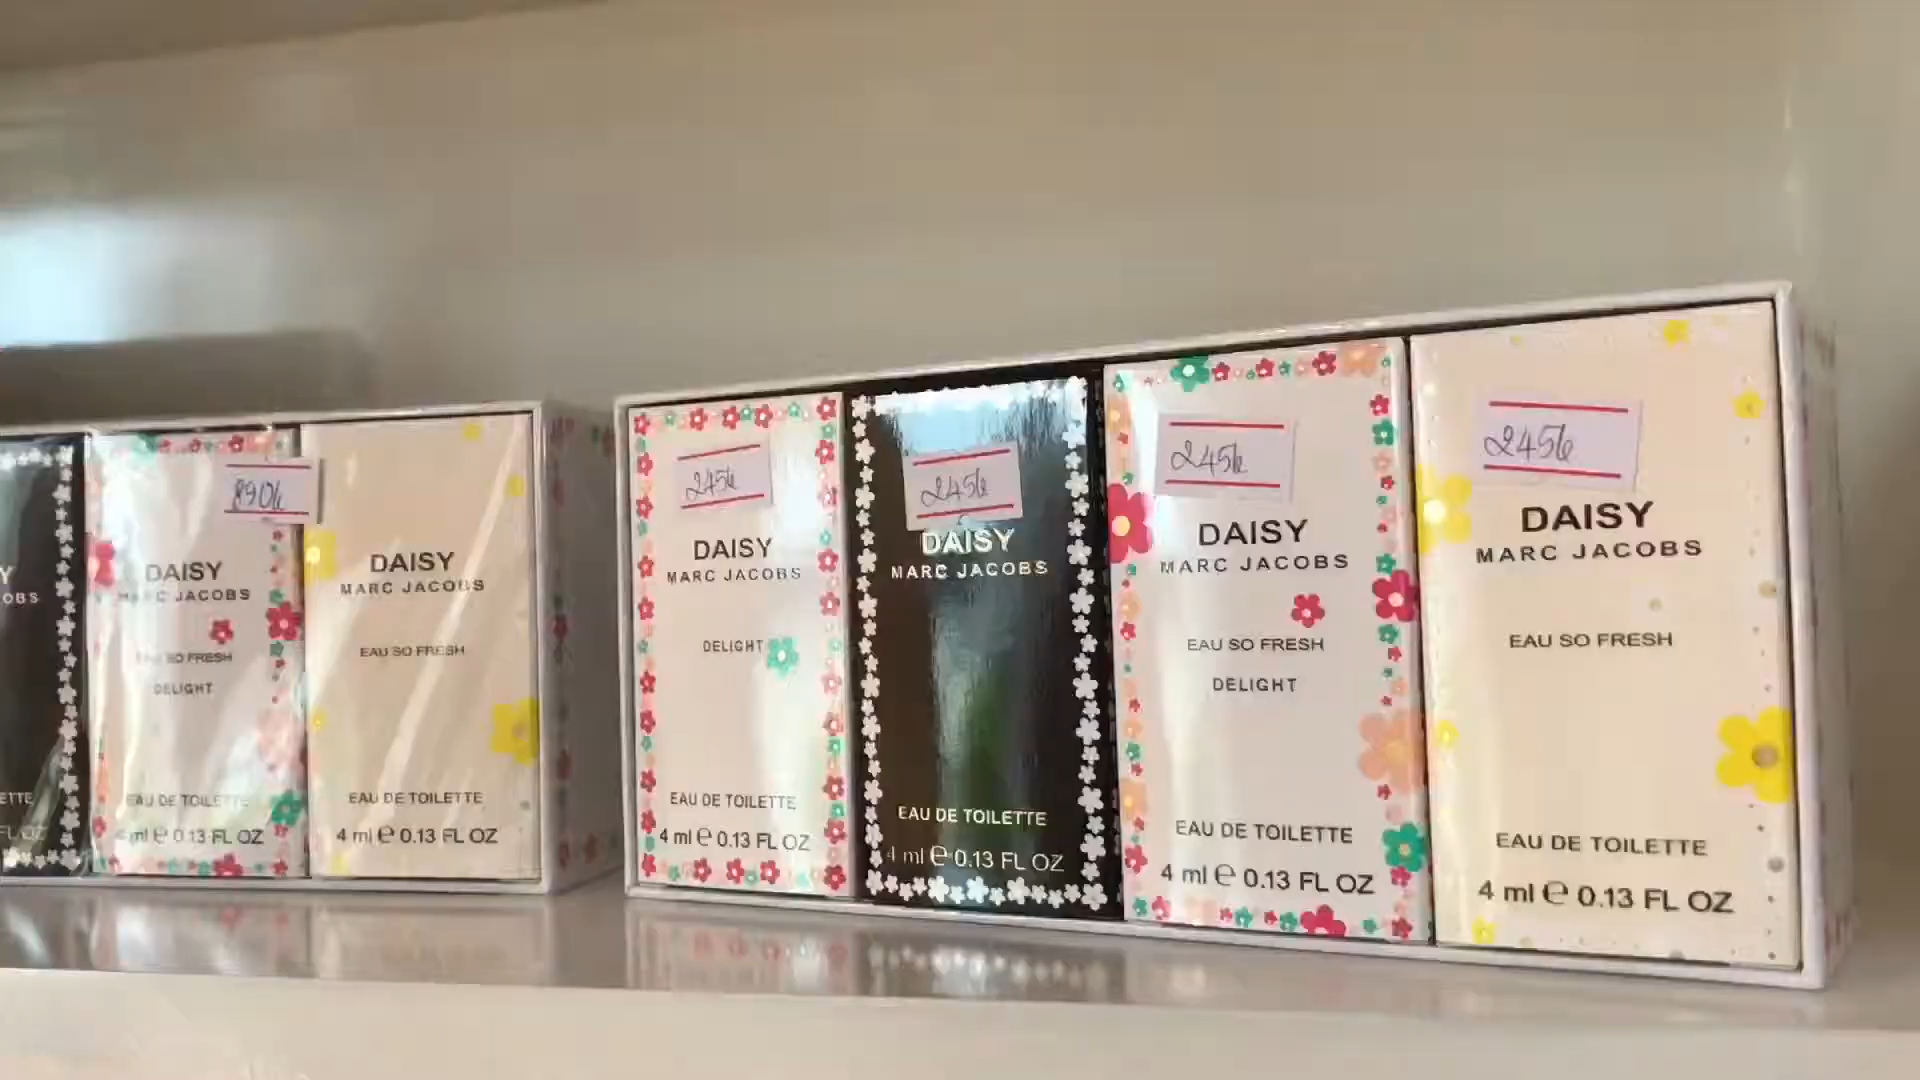 Y
OBS
ETTE
FL OZ
DAISY
MARC JACOBS
EAU SO FRESH
DELIGHT
EAU DE TOILETTE
4 ml e 0.13 FL OZ
890k
DAISY
MARC JACOBS
EAU SO FRESH
EAU DE TOILETTE
4 ml e 0.13 FL OZ
245k
DAISY
MARC JACOBS
DELIGHT
EAU DE TOILETTE
4 ml e 0.13 FL OZ
245k
DAISY
MARC JACOBS
EAU DE TOILETTE
4 ml e 0.13 FL OZ
245k
DAISY
MARC JACOBS
EAU SO FRESH
DELIGHT
EAU DE TOILETTE
4 ml e 0.13 FL OZ
245k
DAISY
MARC JACOBS
EAU SO FRESH
EAU DE TOILETTE
4 ml e 0.13 FL OZ